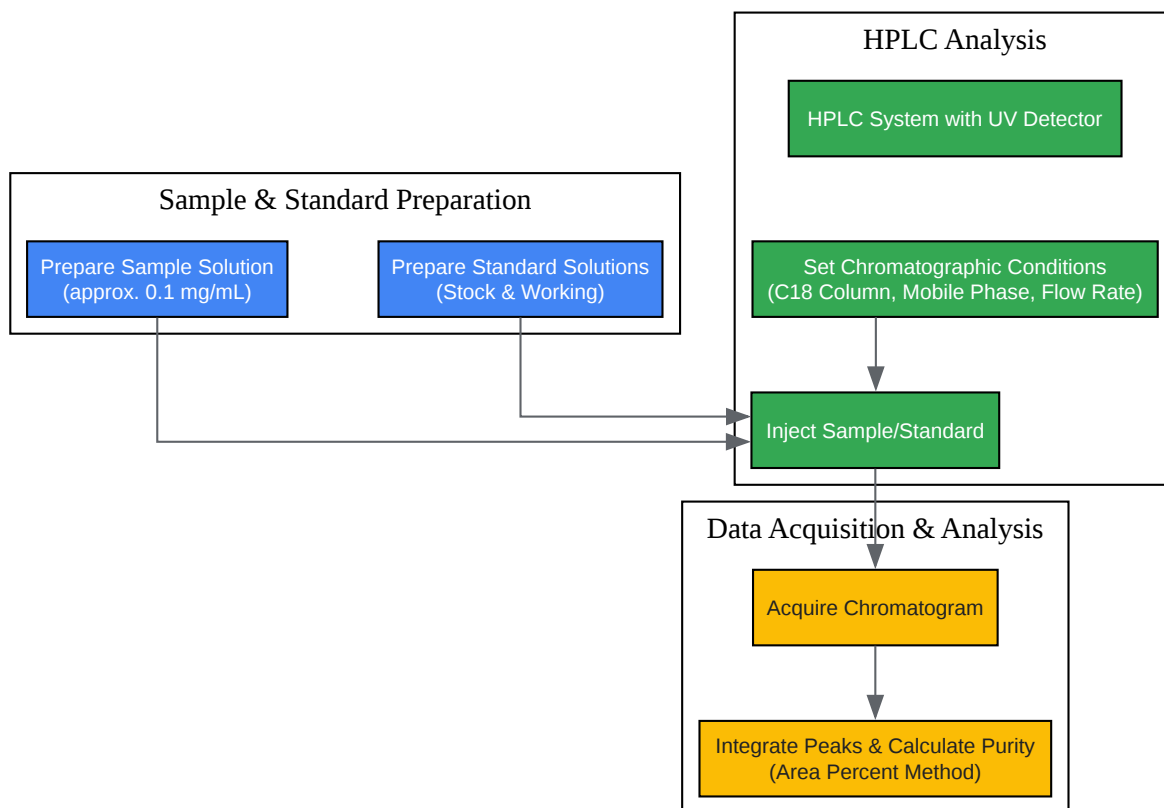 HPLC Analysis
HPLC System with UV Detector
Sample & Standard Preparation
Prepare Sample Solution
(approx. 0.1 mg/mL)
Prepare Standard Solutions
(Stock & Working)
Set Chromatographic Conditions
(C18 Column, Mobile Phase, Flow Rate)
Inject Sample/Standard
Data Acquisition & Analysis
Acquire Chromatogram
Integrate Peaks & Calculate Purity
(Area Percent Method)